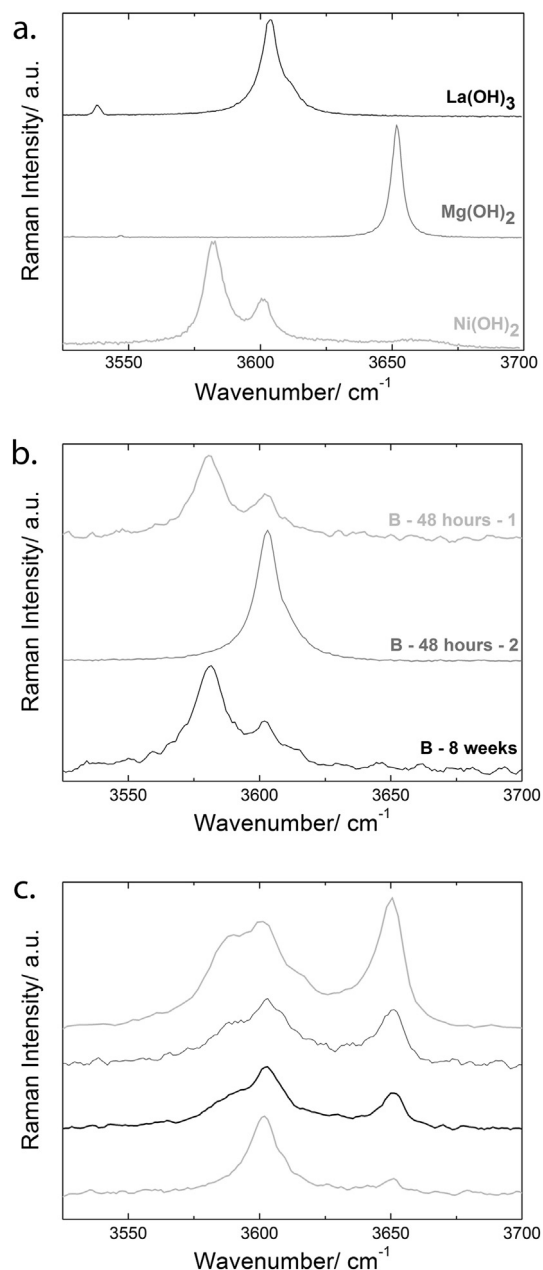 a.
Raman Intensity/ a.u.
La(OH)3
Mg(OH)2
Ni(OH)2
3550 3600 3650 3700
Wavenumber/ cm-1
b.
Raman Intensity/ a.u.
B - 48 hours - 1
B - 48 hours - 2
B - 8 weeks
3550 3600 3650 3700
Wavenumber/ cm-1
c.
Raman Intensity/ a.u.
3550 3600 3650 3700
Wavenumber/ cm-1